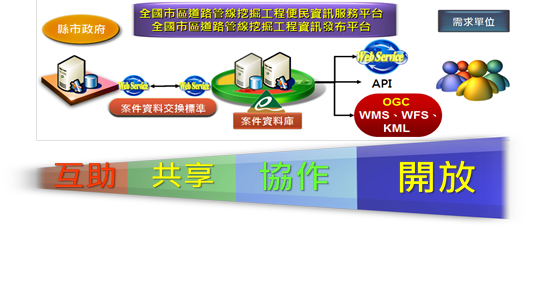 全國市區道路管線挖掘工程便民資訊服務平台
全國市區道路管線挖掘工程資訊發布平台
縣市政府
需求單位
Web Service
Web Service
Web Service
API
案件資料交換標準
案件資料庫
OGC
WMS、WFS、
KML
互助
共享
協作
開放